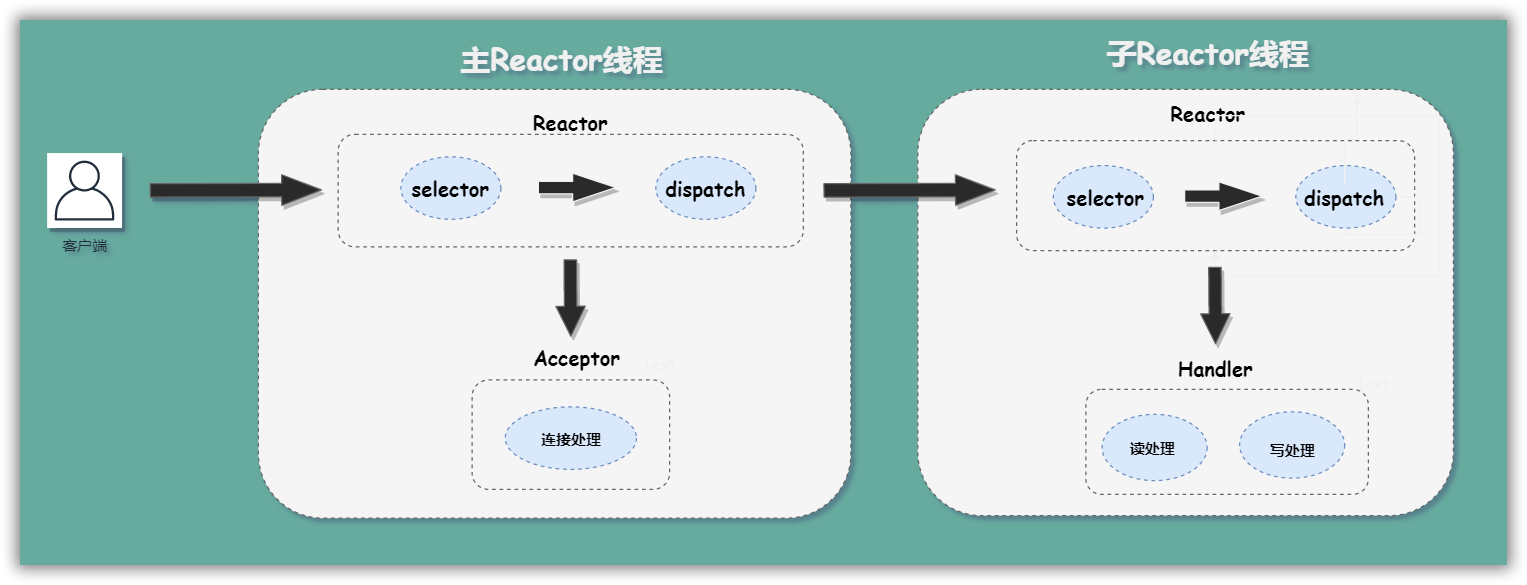 主Reactor线程
子Reactor线程
Reactor
selector
dispatch
Reactor
selector
dispatch
客户端
Acceptor
Text
连接处理
Handler
Text
读处理
写处理